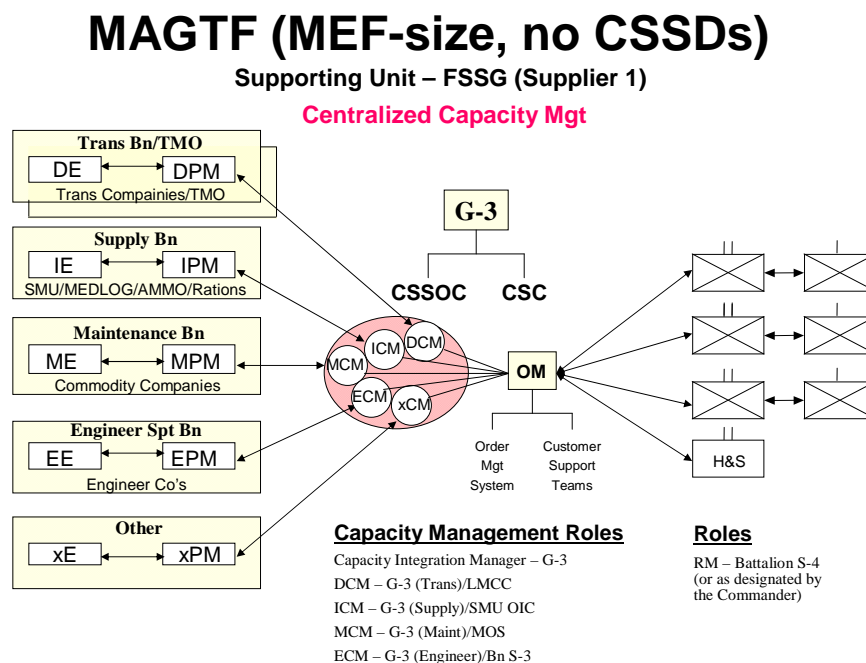 MAGTF (MEF-size, no CSSDs)
Supporting Unit – FSSG (Supplier 1)
Centralized Capacity Mgt
Trans Bn/TMO
DE
DPM
Trans Compainies/TMO
Supply Bn
IE
IPM
SMU/MEDLOG/AMMO/Rations
Maintenance Bn
ME
MPM
Commodity Companies
Engineer Spt Bn
EE
EPM
Engineer Co's
Other
xE
xPM
G-3
CSSOC
CSC
DCM
ICM
MCM
ECM
xCM
OM
Order
Mgt
System
Customer
Support
Teams
H&S
Capacity Management Roles
Capacity Integration Manager – G-3
DCM – G-3 (Trans)/LMCC
ICM – G-3 (Supply)/SMU OIC
MCM – G-3 (Maint)/MOS
ECM – G-3 (Engineer)/Bn S-3
Roles
RM – Battalion S-4
(or as designated by
the Commander)